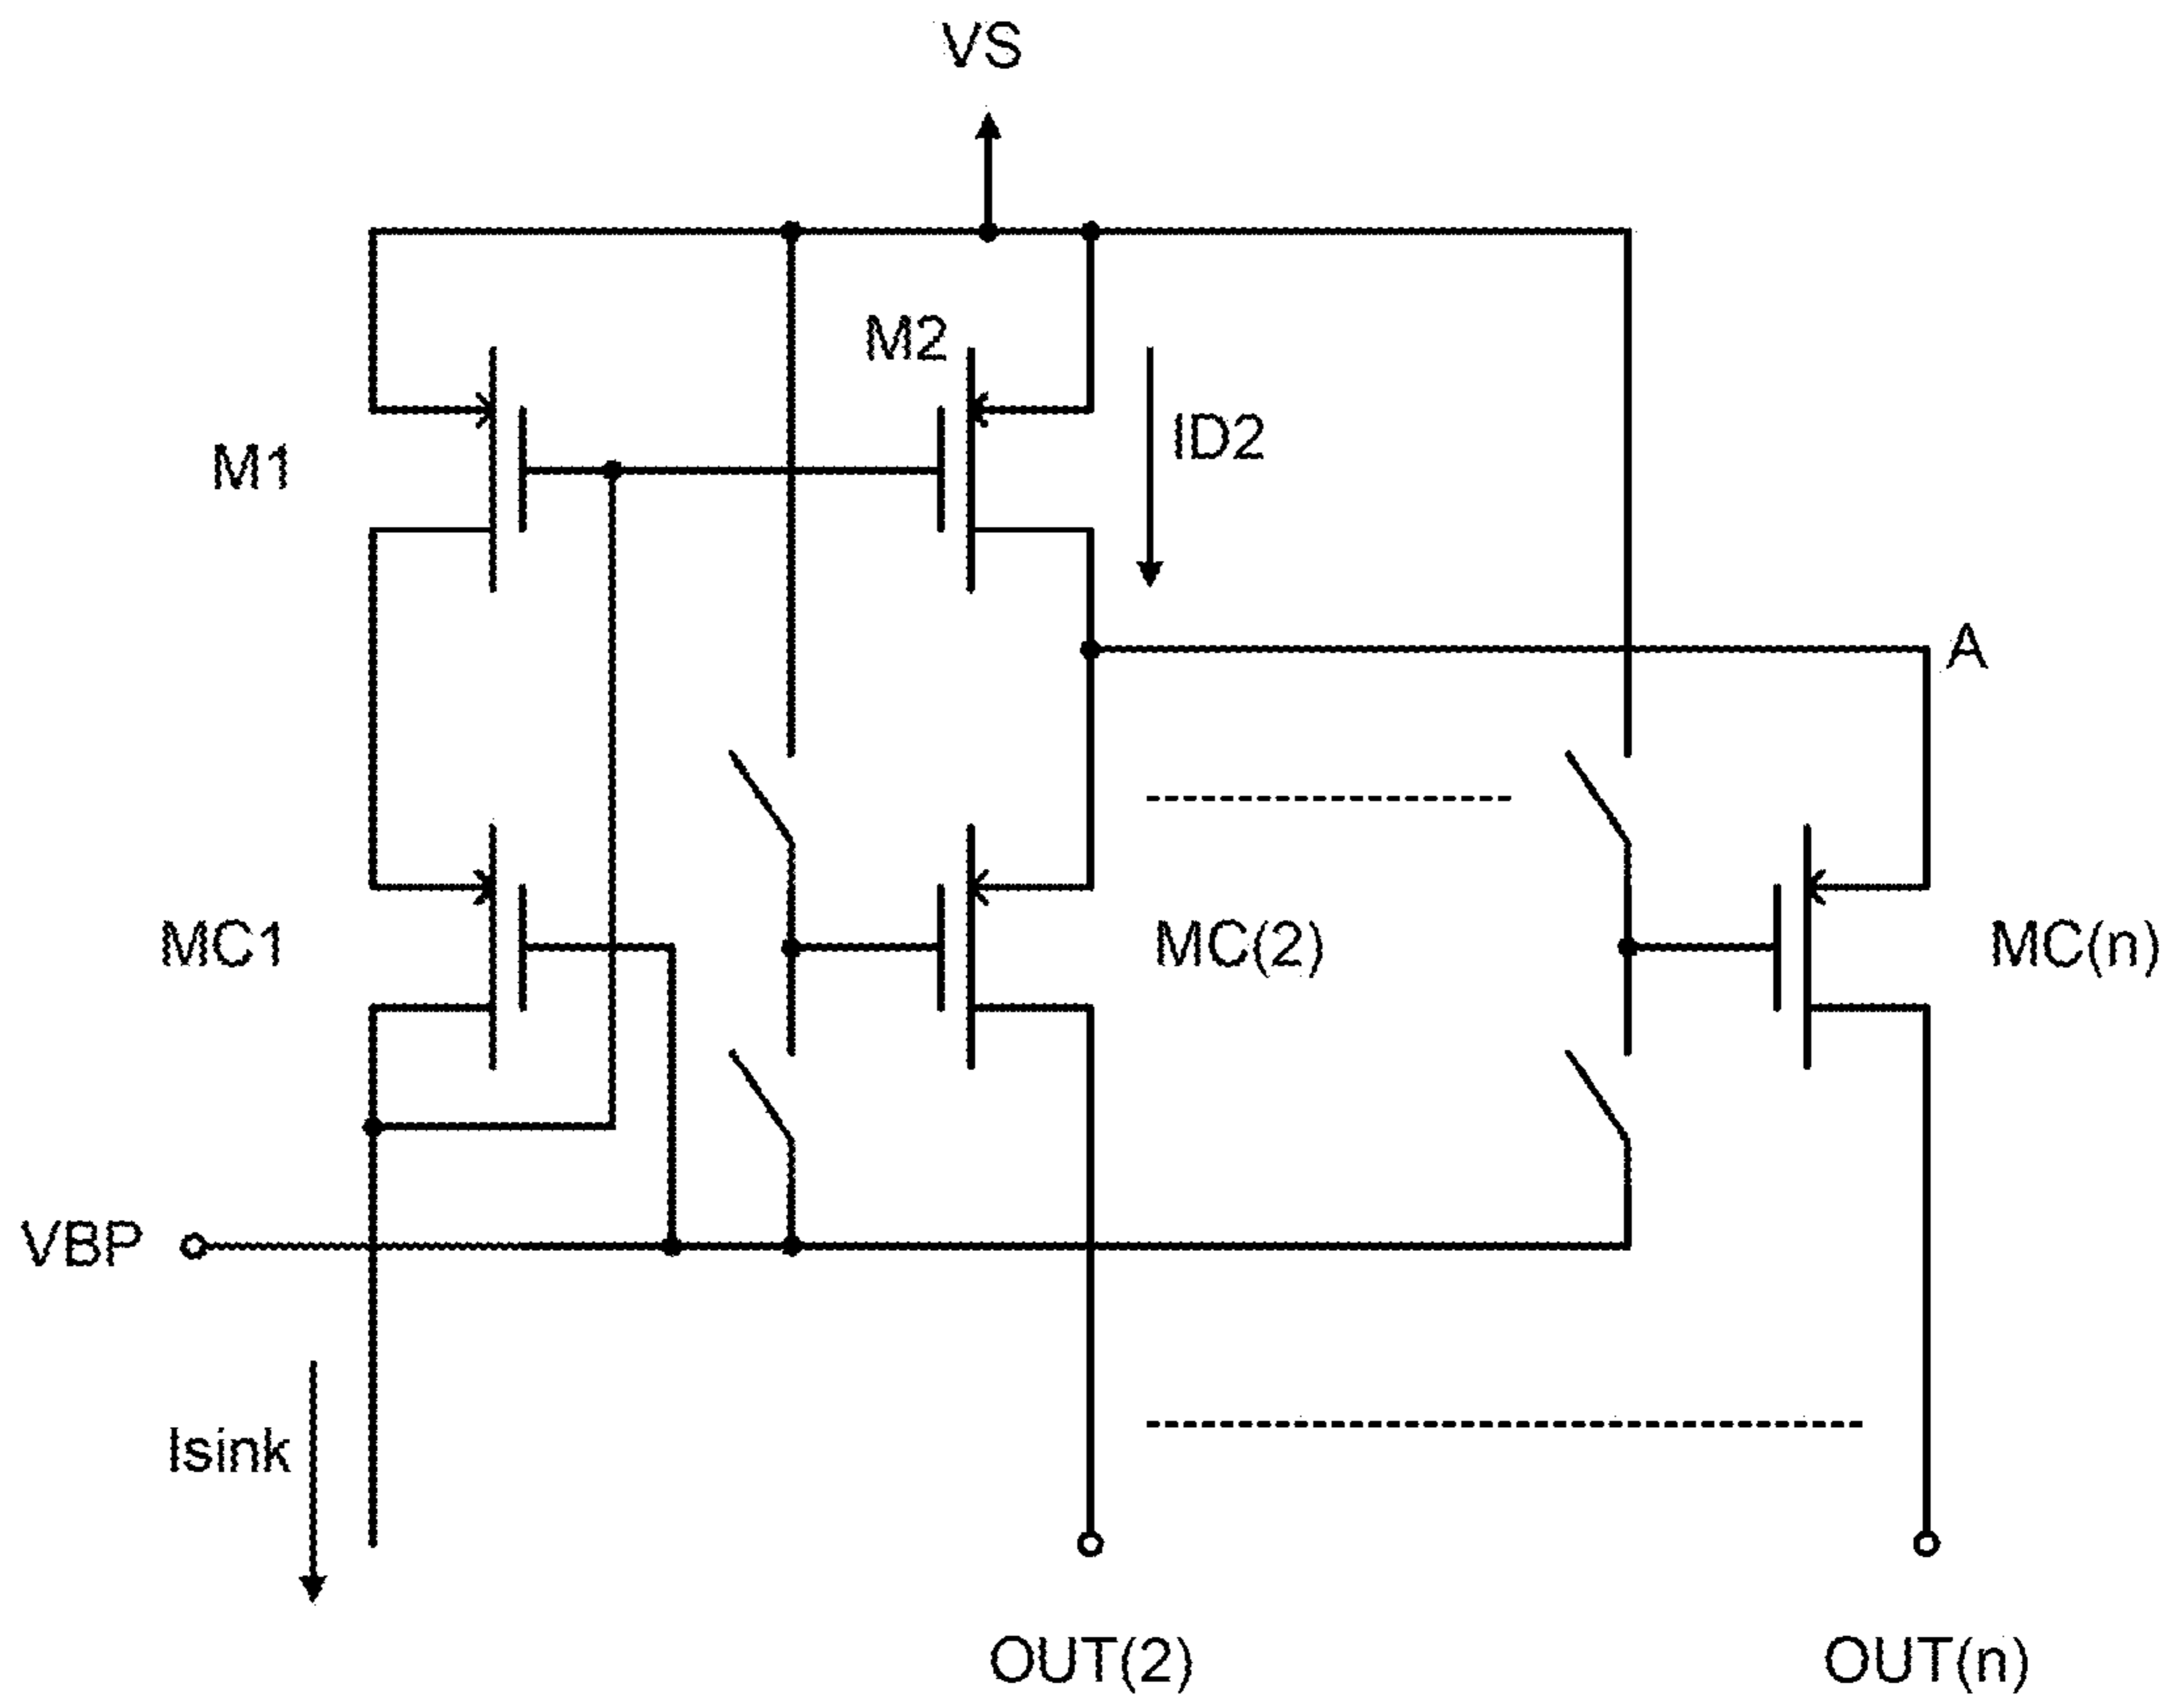 VS
M2
M1
ID2
A
MC1
MC(2)
MC(n)
VBP
Isink
OUT(2)
OUT(n)